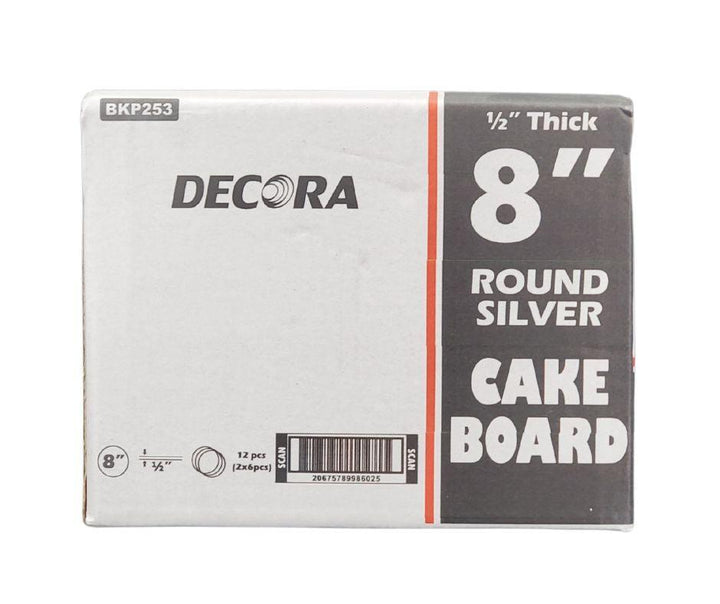 BKP253
DECORA
½" Thick
8"
ROUND
SILVER
CAKE
BOARD
8"
½"
12 pcs
(2x6pcs)
SCAN
SCAN
20675789986025